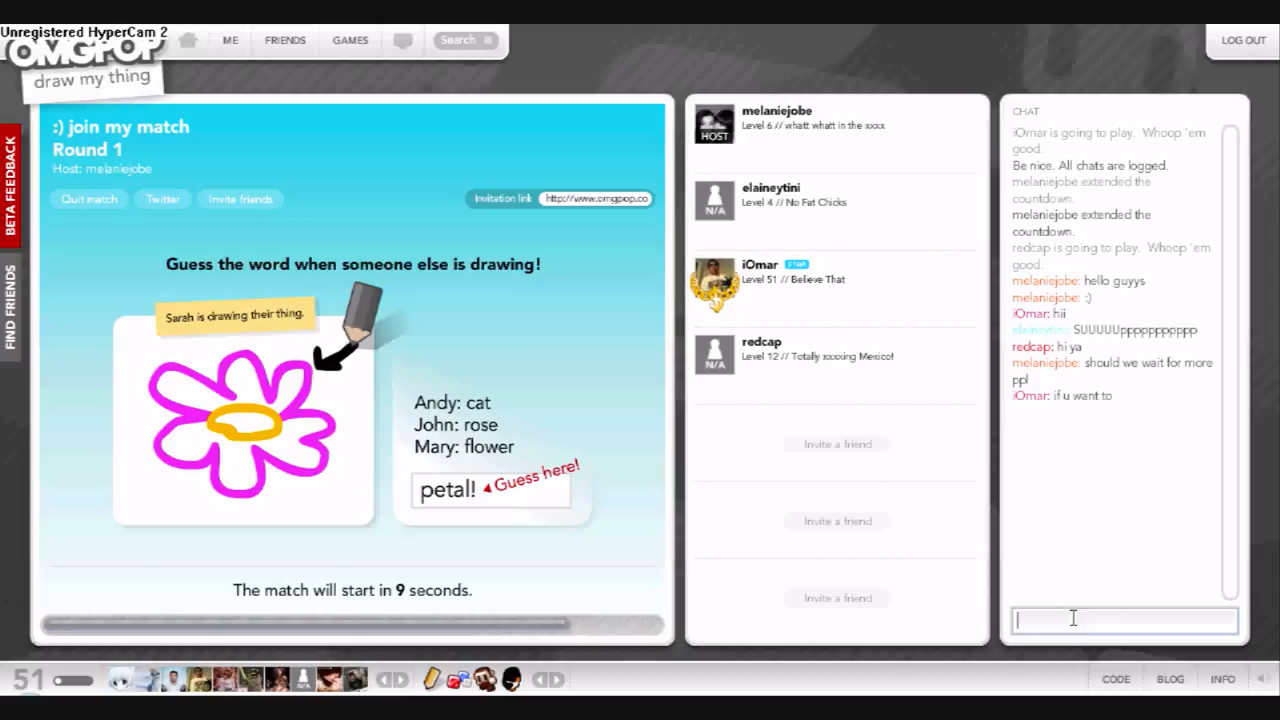 Unregistered HyperCam 2
OMGPOP
draw my thing
ME
FRIENDS
GAMES
Search
LOG OUT
BETA FEEDBACK
FIND FRIENDS
:) join my match
Round 1
Host: melaniejobe
Quit match
Twitter
Invite friends
Invitation link
http://www.omgpop.co
Guess the word when someone else is drawing!
Sarah is drawing their thing.
Andy: cat
John: rose
Mary: flower
petal!
Guess here!
The match will start in 9 seconds.
HOST
melaniejobe
Level 6 // whatt whatt in the xxxx
N/A
elaineytini
Level 4 // No Fat Chicks
iOmar STAR
Level 51 // Believe That
N/A
redcap
Level 12 // Totally xxxxing Mexico!
Invite a friend
Invite a friend
Invite a friend
CHAT
iOmar is going to play. Whoop 'em
good.
Be nice. All chats are logged.
melaniejobe extended the
countdown.
melaniejobe extended the
countdown.
redcap is going to play. Whoop 'em
good.
melaniejobe: hello guyys
melaniejobe: :)
iOmar: hii
elaineytini: SUUUUUppppppppppp
redcap: hi ya
melaniejobe: should we wait for more
ppl
iOmar: if u want to
51
N/A
CODE
BLOG
INFO